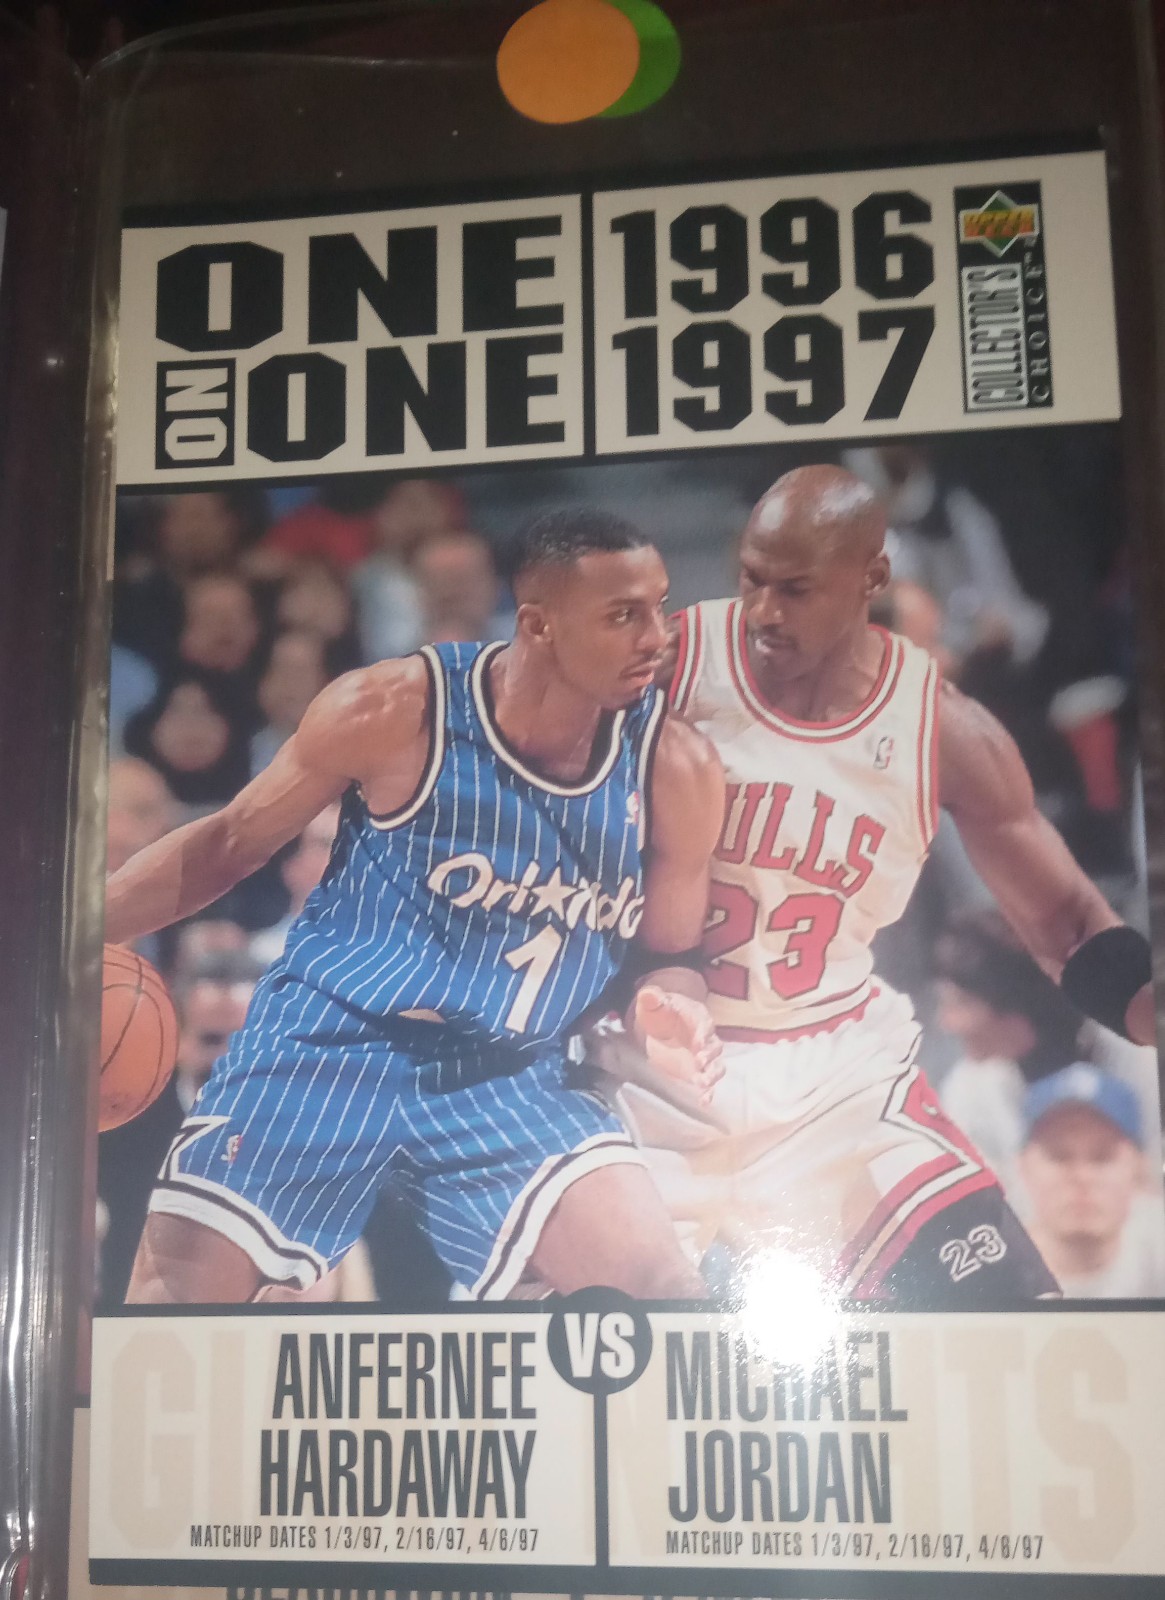 ONE
ON ONE
1996
1997
UPPER DECK
COLLECTOR'S
CHOICE™
Orlando
1
BULLS
23
23
ANFERNEE
HARDAWAY
MATCHUP DATES 1/3/97, 2/16/97, 4/6/97
VS
MICHAEL
JORDAN
MATCHUP DATES 1/3/97, 2/16/97, 4/6/97